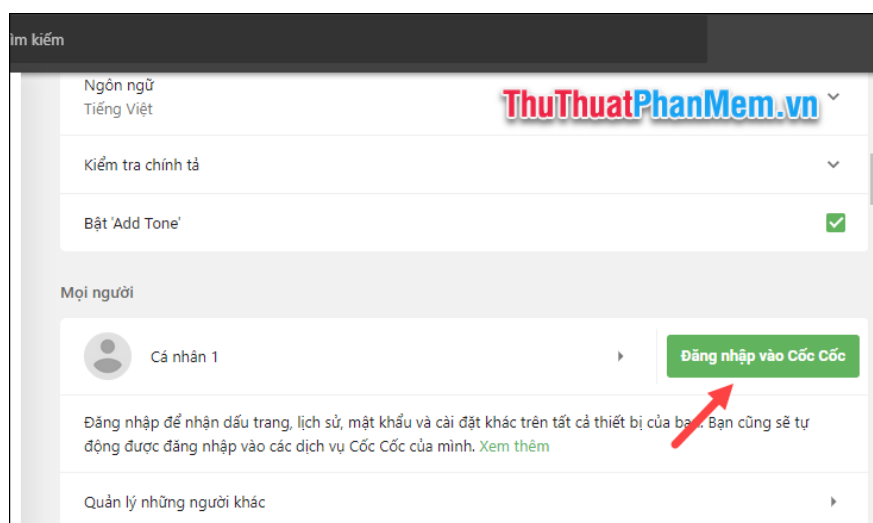 ìm kiếm
Ngôn ngữ
ThuThuatPhanMem.vn
Tiếng Việt
Kiểm tra chính tả
Bật 'Add Tone'
Mọi người
Cá nhân 1
Đăng nhập vào Cốc Cốc
Đăng nhập để nhận dấu trang, lịch sử, mật khẩu và cài đặt khác trên tất cả thiết bị của bạn. Bạn cũng sẽ tự
động được đăng nhập vào các dịch vụ Cốc Cốc của mình. Xem thêm
Quản lý những người khác